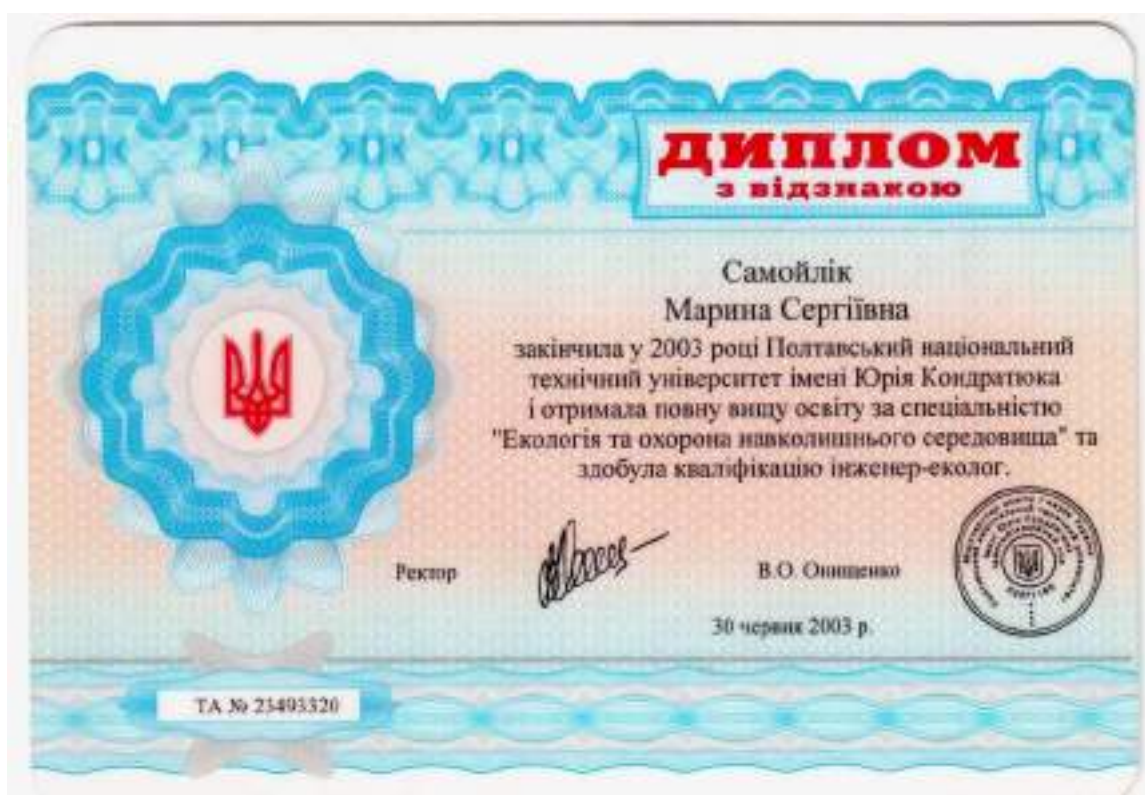 ДИПЛОМ
з відзнакою
Самойлік
Марина Сергіївна
закінчила у 2003 році Полтавський національний
технічний університет імені Юрія Кондратюка
і отримала повну вищу освіту за спеціальністю
"Екологія та охорона навколишнього середовища" та
здобула кваліфікацію інженер-еколог.
Ректор В.О. Онищенко
30 червня 2003 р.
ТА № 23493320